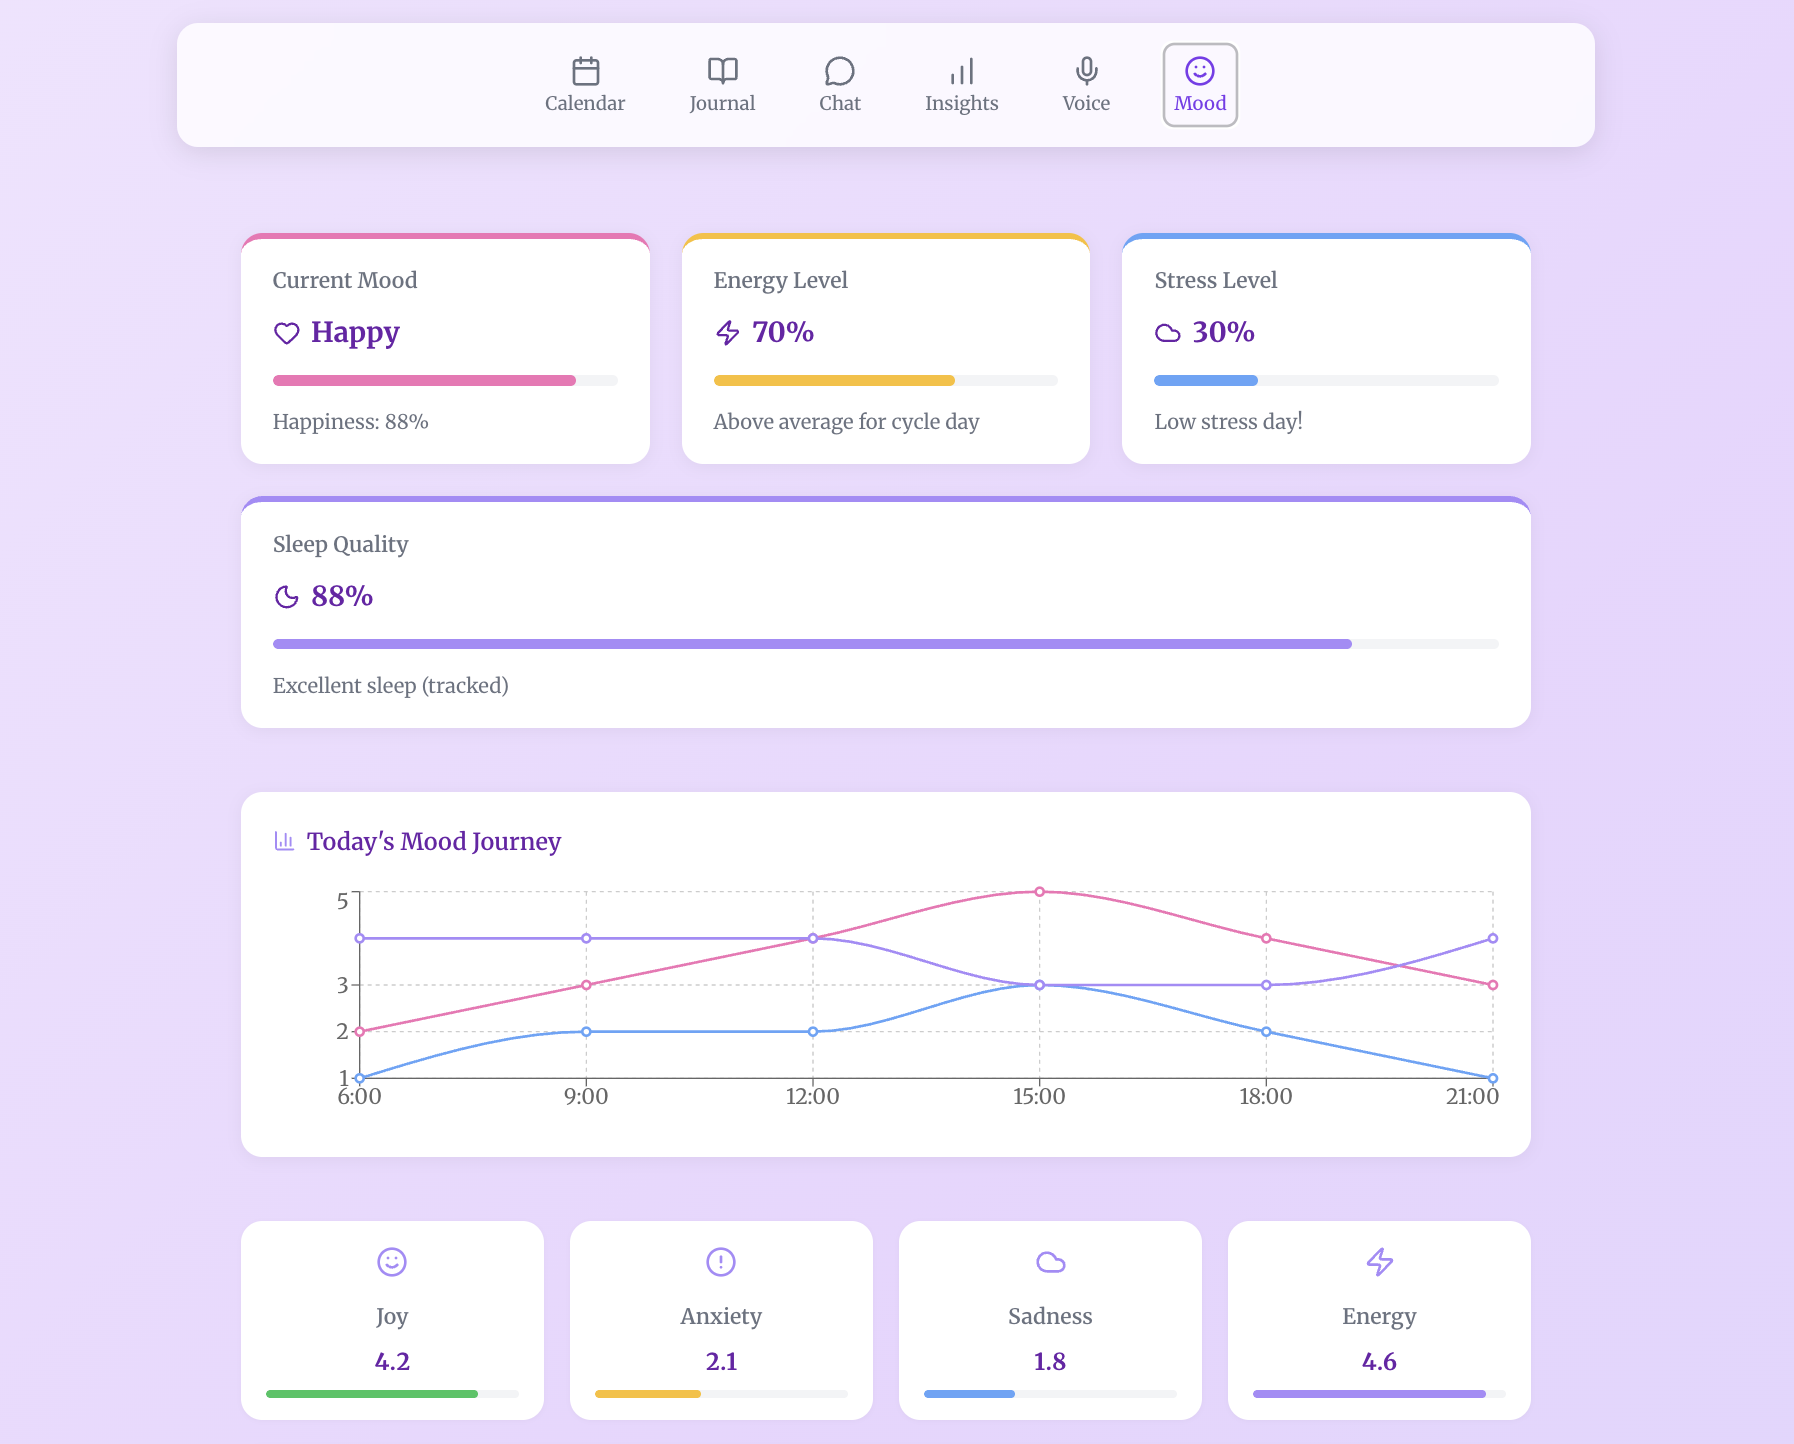 Calendar
Journal
Chat
Insights
Voice
Mood
Current Mood
Happy
Happiness: 88%
Energy Level
70%
Above average for cycle day
Stress Level
30%
Low stress day!
Sleep Quality
88%
Excellent sleep (tracked)
Today's Mood Journey
5
3
2
1
6:00
9:00
12:00
15:00
18:00
21:00
Joy
4.2
Anxiety
2.1
Sadness
1.8
Energy
4.6